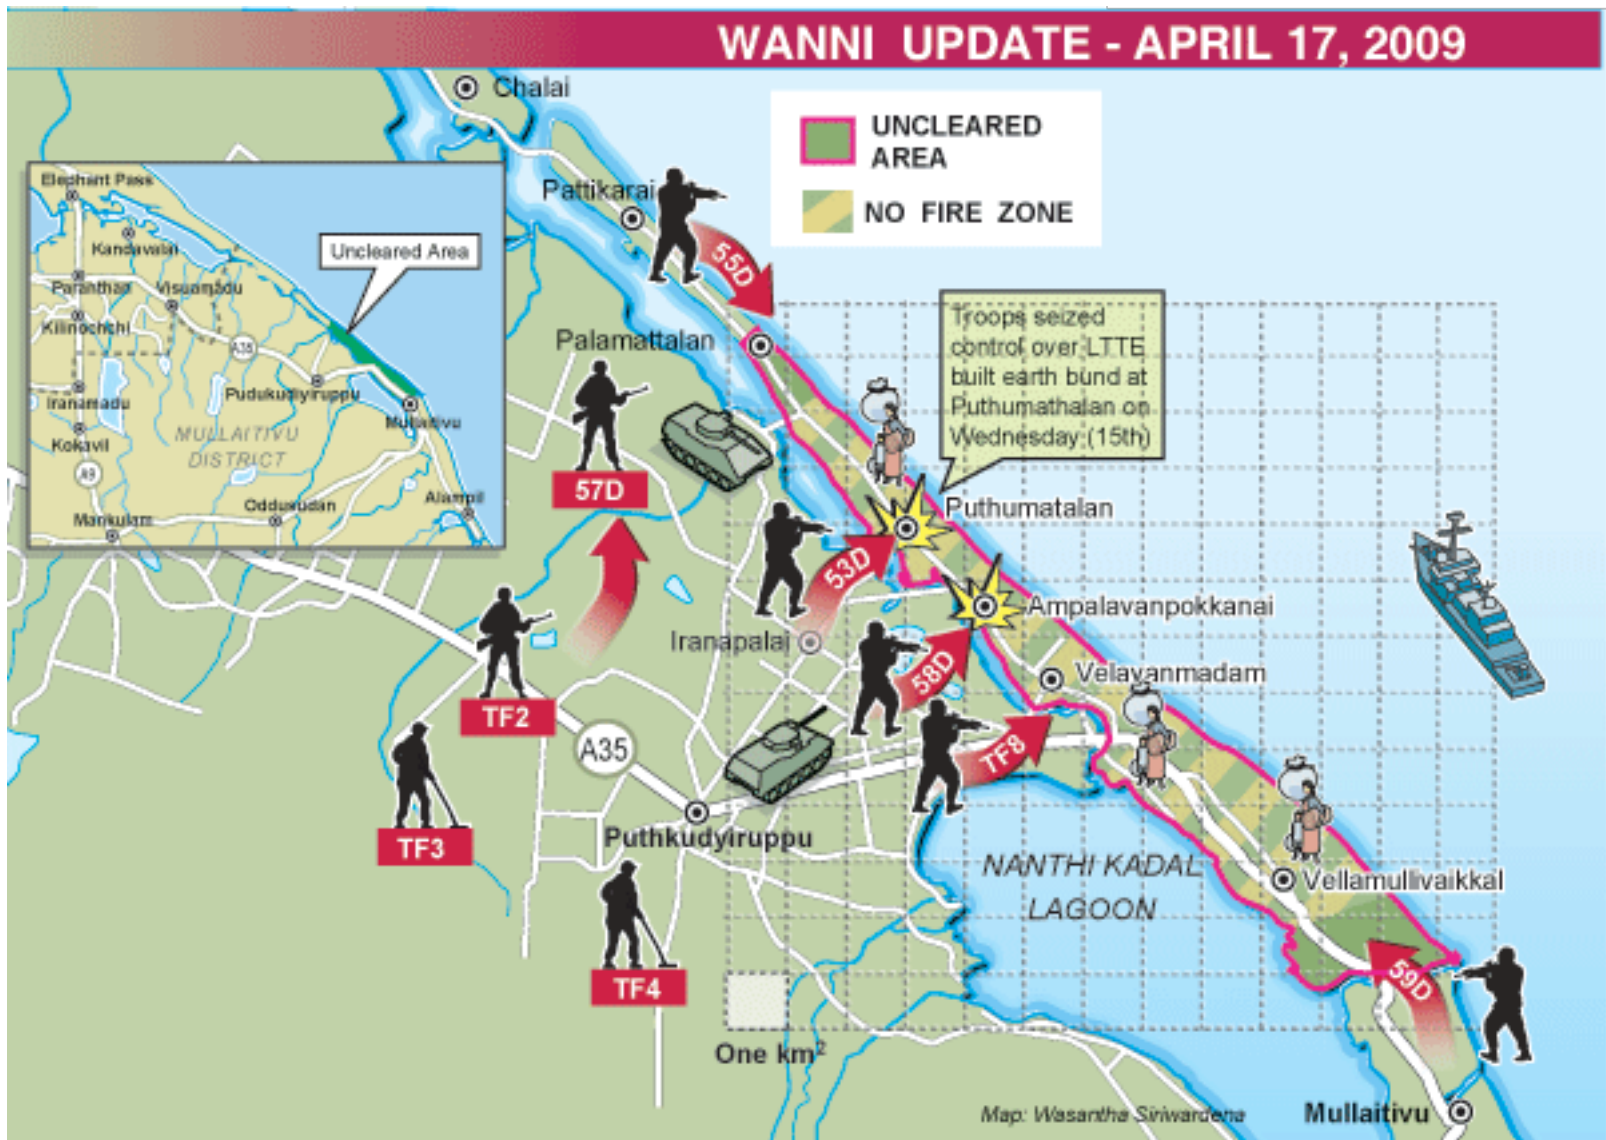 WANNI UPDATE - APRIL 17, 2009
Chalai
UNCLEARED
AREA
NO FIRE ZONE
Elephant Pass
Kandavalai
Uncleared Area
Paranthan
Visuamadu
Kilinochchi
A35
Iranamadu
Pudukudiyiruppu
Mullaitivu
Kokavil
MULLAITIVU
DISTRICT
A9
Oddusudan
Alampil
Mankulam
Pattikarai
55D
Palamattalan
Troops seized
control over LTTE
built earth bund at
Puthumathalan on
Wednesday (15th)
57D
Puthumatalan
53D
Ampalavanpokkanai
Iranapalai
58D
Velavanmadam
TF2
A35
TF8
TF3
Puthkudyiruppu
NANTHI KADAL
LAGOON
Vellamullivaikkal
TF4
59D
One km²
Map: Wasantha Siriwardena
Mullaitivu